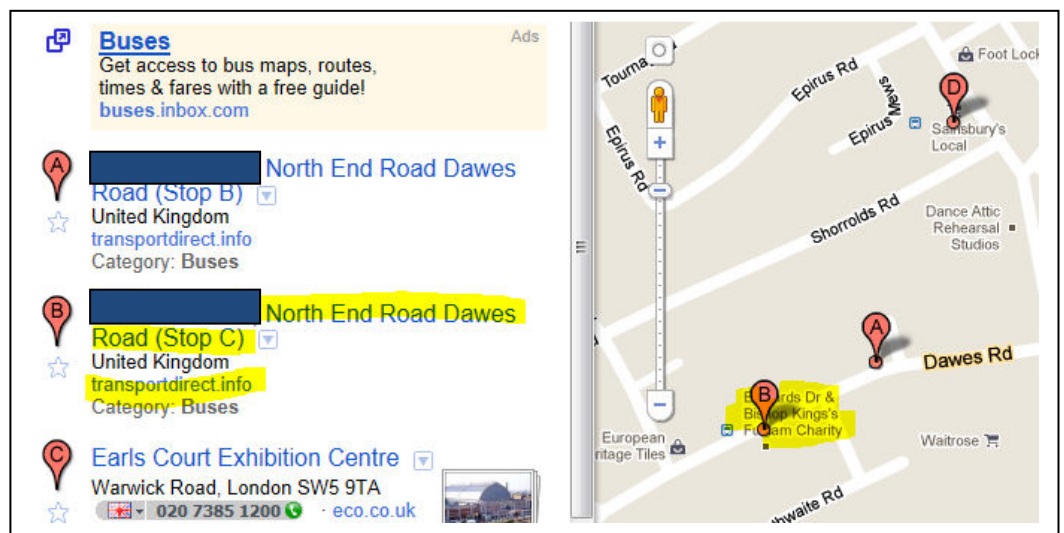 Buses
Ads
Get access to bus maps, routes,
times & fares with a free guide!
buses.inbox.com
A
North End Road Dawes
Road (Stop B)
United Kingdom
transportdirect.info
Category: Buses
B
North End Road Dawes
Road (Stop C)
United Kingdom
transportdirect.info
Category: Buses
C
Earls Court Exhibition Centre
Warwick Road, London SW5 9TA
020 7385 1200 · eco.co.uk
Epirus Rd
Foot Lock
Mews
Epirus
D
Sainsbury's
Local
Epirus Rd
Shorrolds Rd
Dance Attic
Rehearsal
Studios
A
Dawes Rd
B
Dr &
Kings's
Charity
European
Tiles
Waitrose
Rd